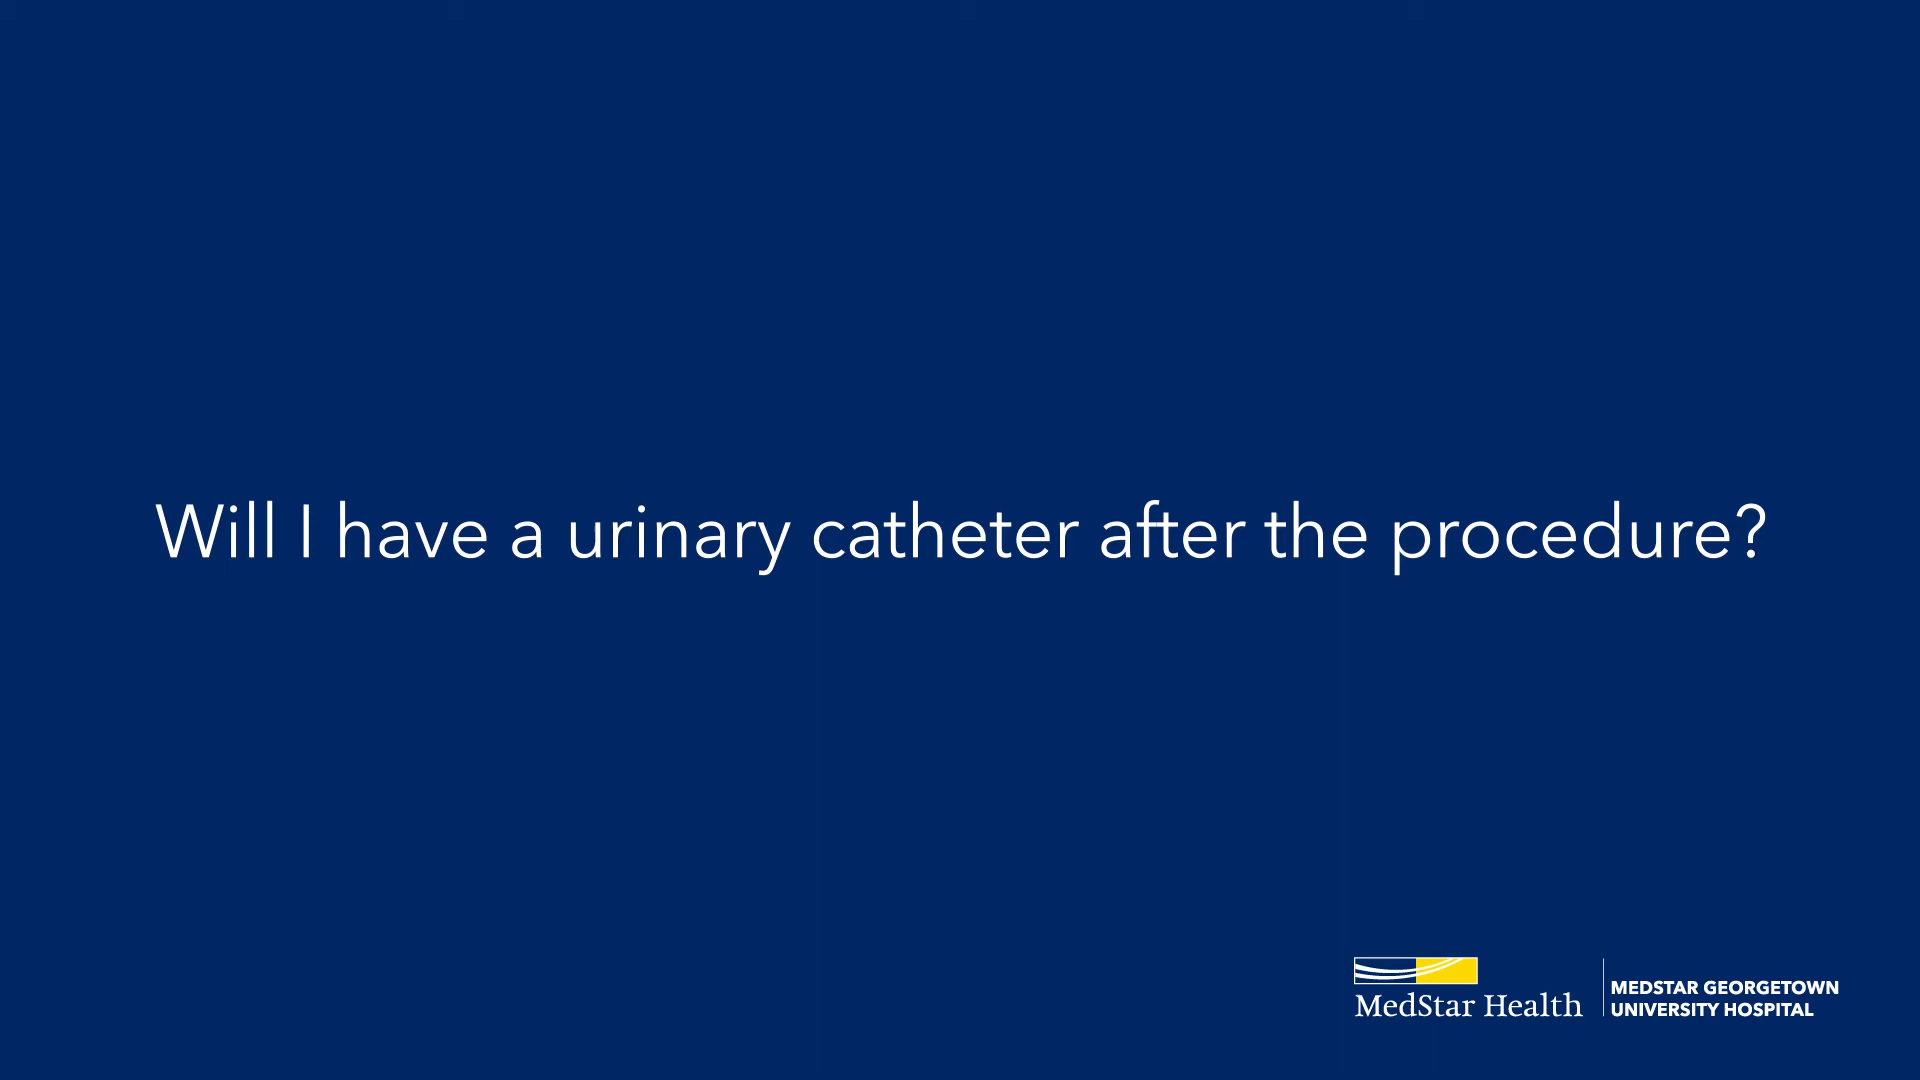 Will I have a urinary catheter after the procedure?
MedStar Health
MEDSTAR GEORGETOWN
UNIVERSITY HOSPITAL